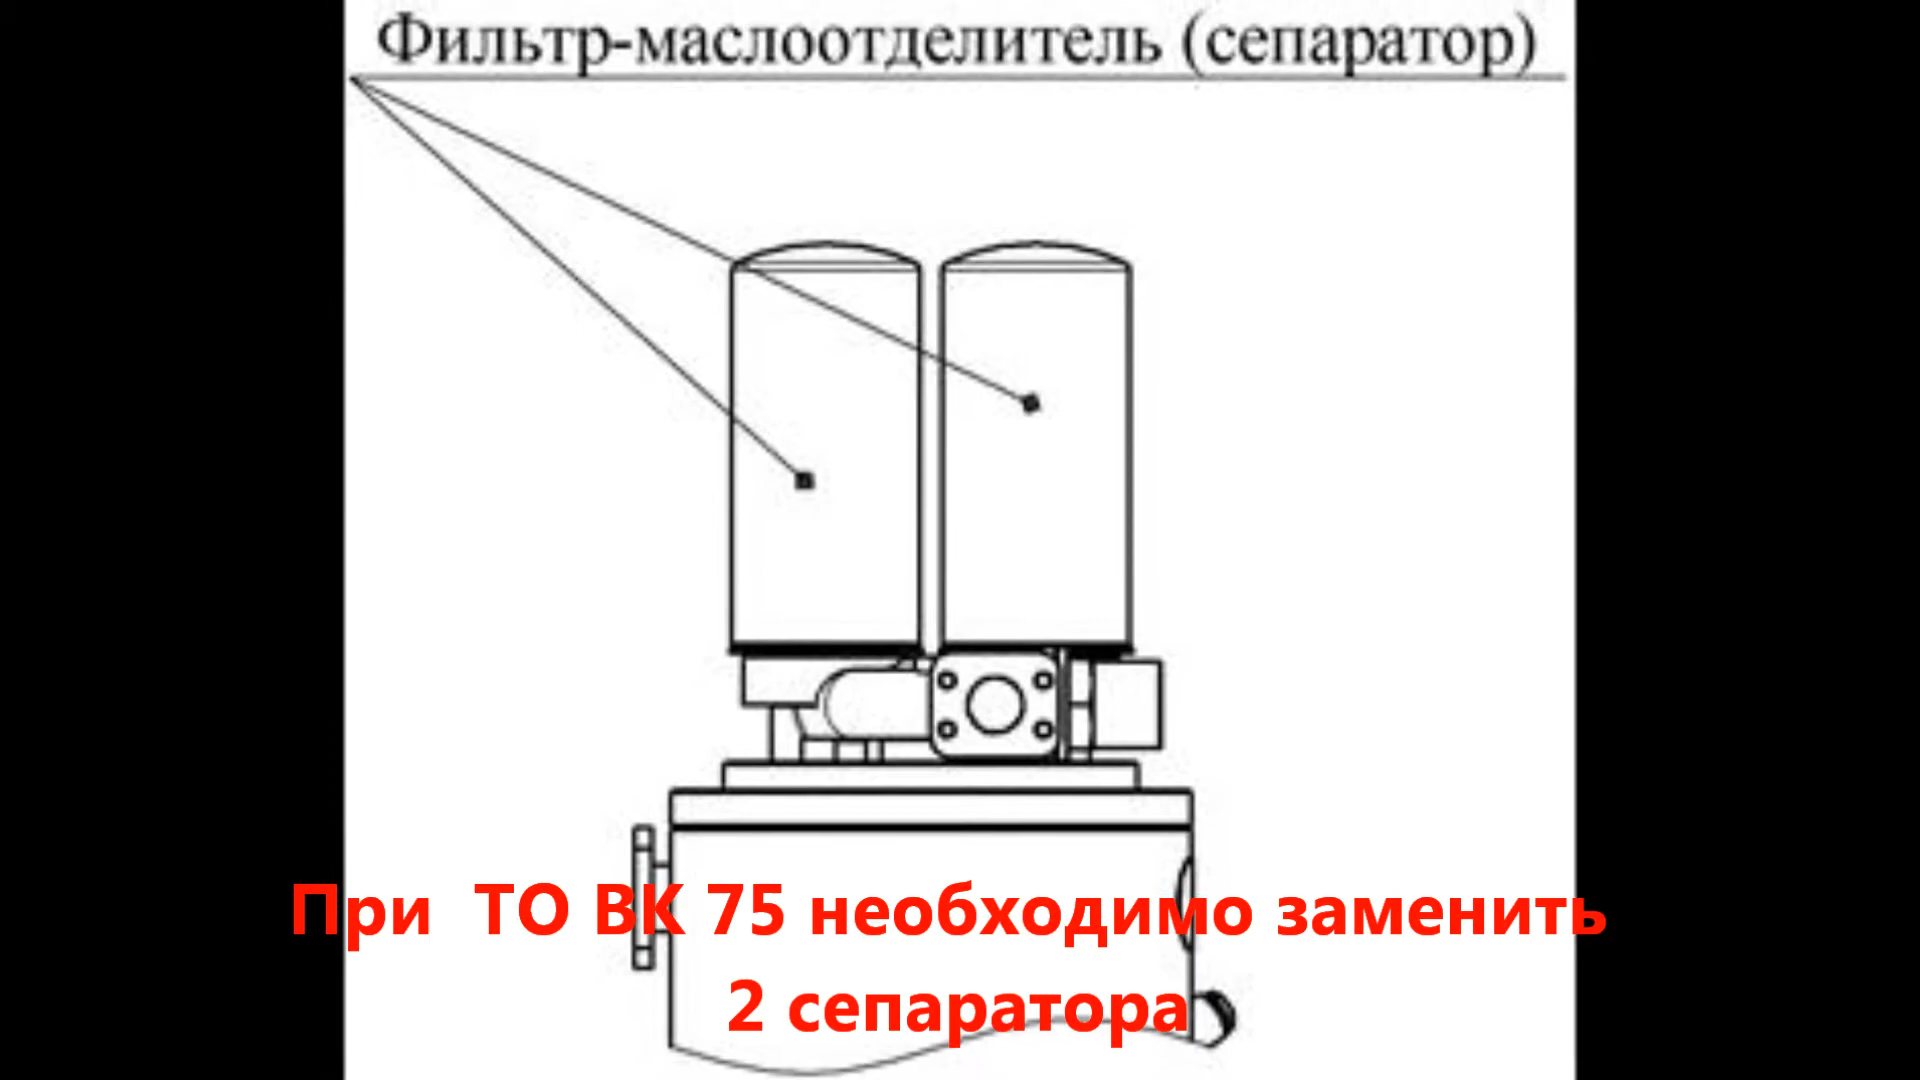 Фильтр-маслоотделитель (сепаратор)
При ТО ВК 75 необходимо заменить
2 сепаратора